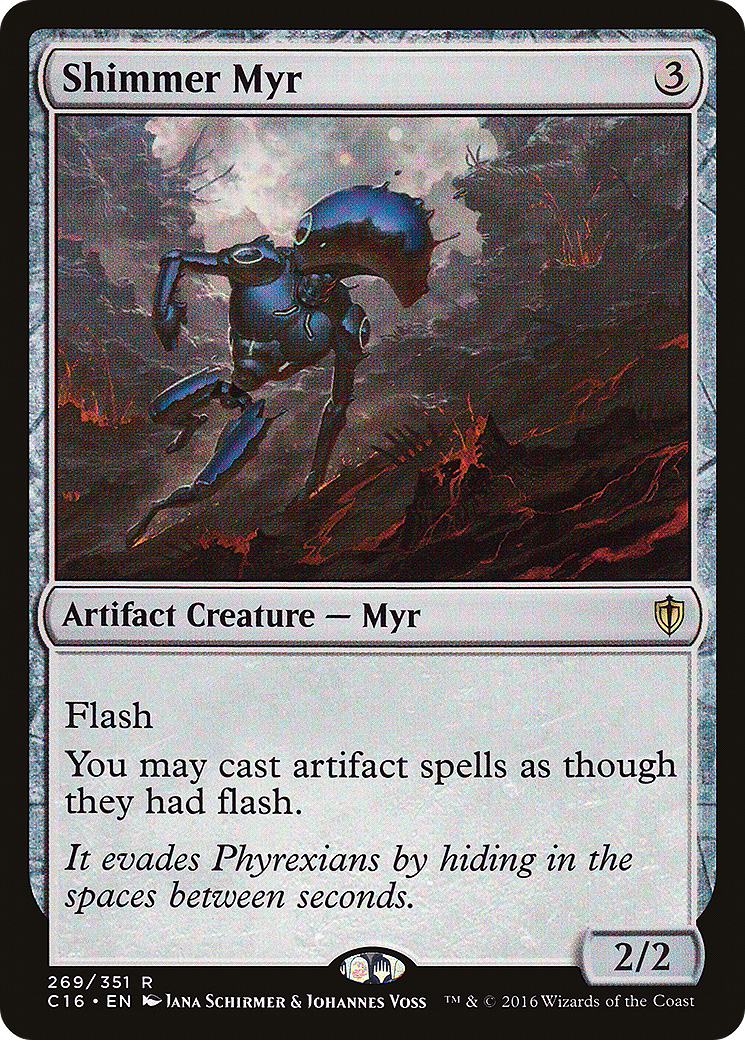 Shimmer Myr 3
Artifact Creature — Myr
Flash
You may cast artifact spells as though
they had flash.
It evades Phyrexians by hiding in the
spaces between seconds.
2/2
269/351 R
C16 • EN Jana Schirmer & Johannes Voss ™ & © 2016 Wizards of the Coast